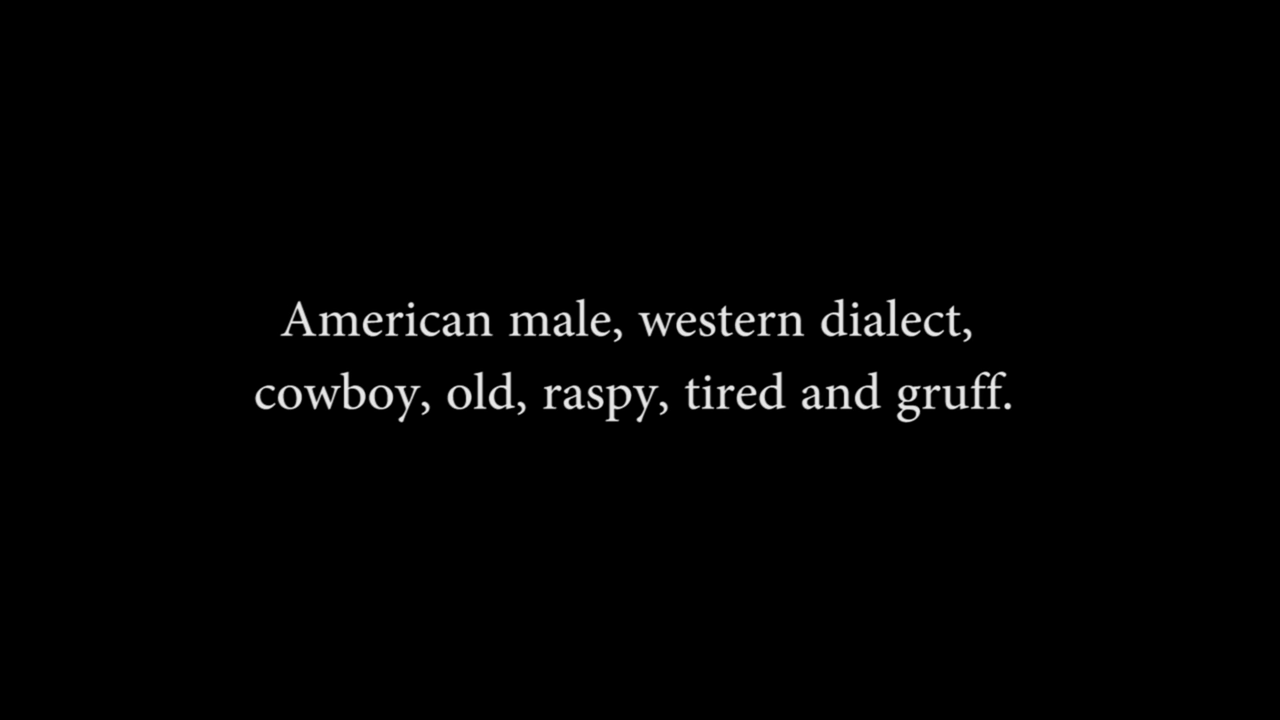 American male, western dialect,
cowboy, old, raspy, tired and gruff.